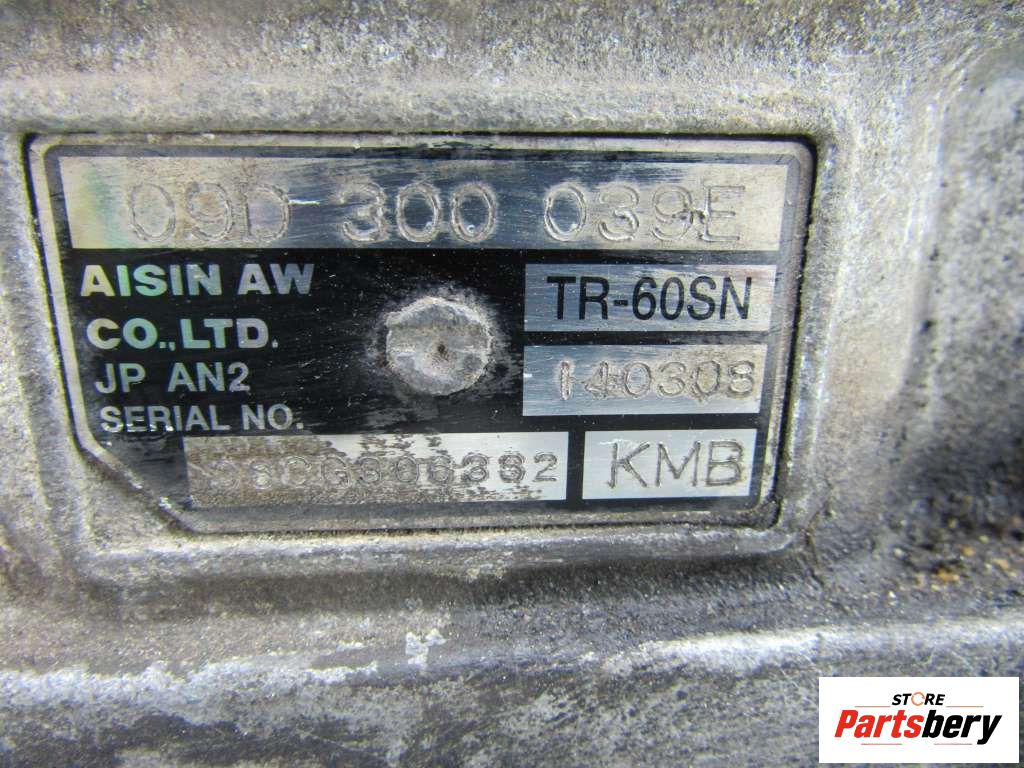 09D 300 039E
AISIN AW TR-60SN
CO.,LTD.
JP AN2 140308
SERIAL NO.
KMB
STORE
Partsbery